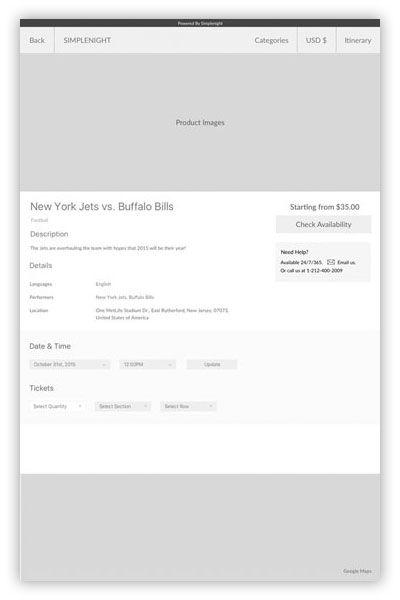 Powered By Simplenight
Back SIMPLENIGHT Categories USD $ Itinerary
Product Images
New York Jets vs. Buffalo Bills
Football
Description
The Jets are overhauling the team with hopes that 2015 will be their year!
Details
Languages English
Performers New York Jets, Buffalo Bills
Location One MetLife Stadium Dr., East Rutherford, New Jersey, 07073,
United States of America
Starting from $35.00
Check Availability
Need Help?
Available 24/7/365. Email us.
Or call us at 1-212-400-2009
Date & Time
October 31st, 2015 12:00PM Update
Tickets
Select Quantity Select Section Select Row
Google Maps